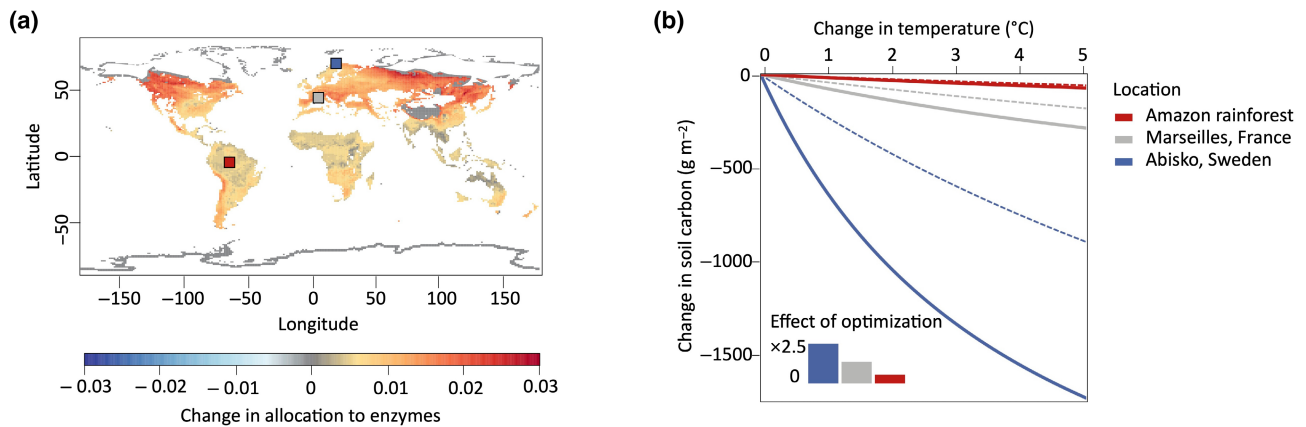 (a)
Latitude
50
0
−50
−150 −100 −50 0 50 100 150
Longitude
−0.03 −0.02 −0.01 0 0.01 0.02 0.03
Change in allocation to enzymes
(b)
Change in temperature (°C)
0 1 2 3 4 5
Change in soil carbon (g m−2)
0
−500
−1000
−1500
Effect of optimization
×2.5
0
Location
Amazon rainforest
Marseilles, France
Abisko, Sweden